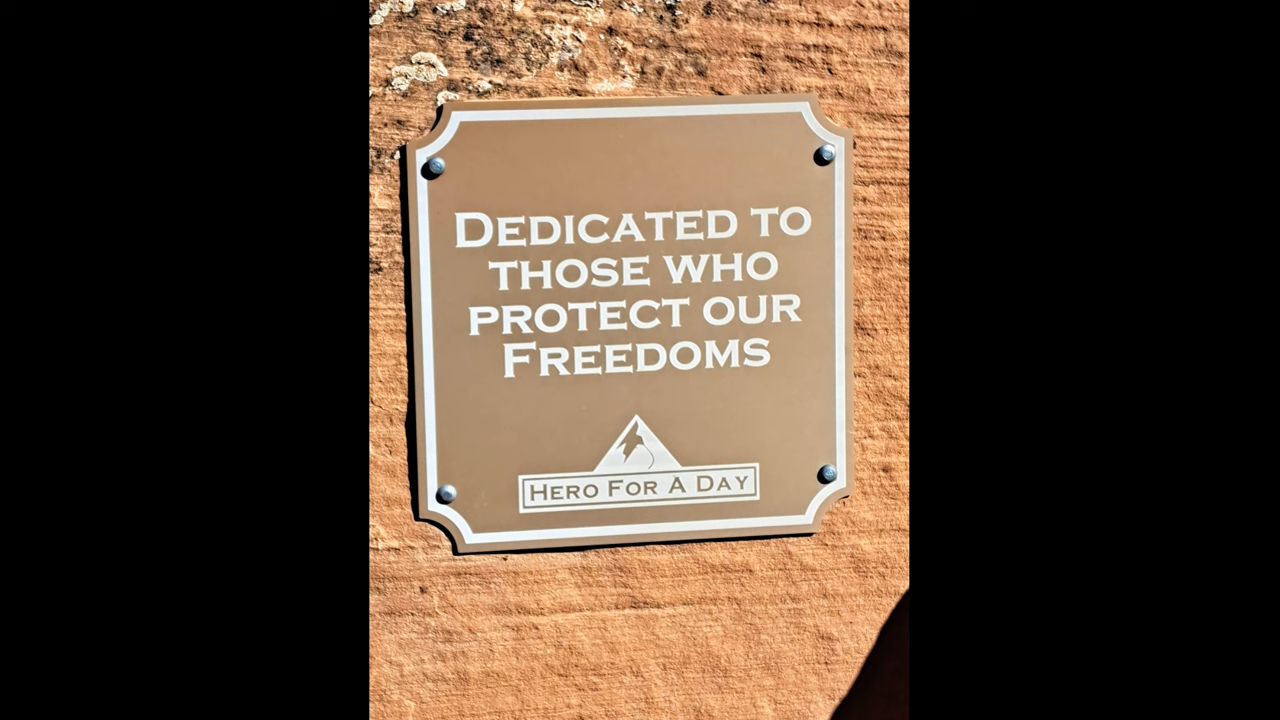 DEDICATED TO
THOSE WHO
PROTECT OUR
FREEDOMS
HERO FOR A DAY